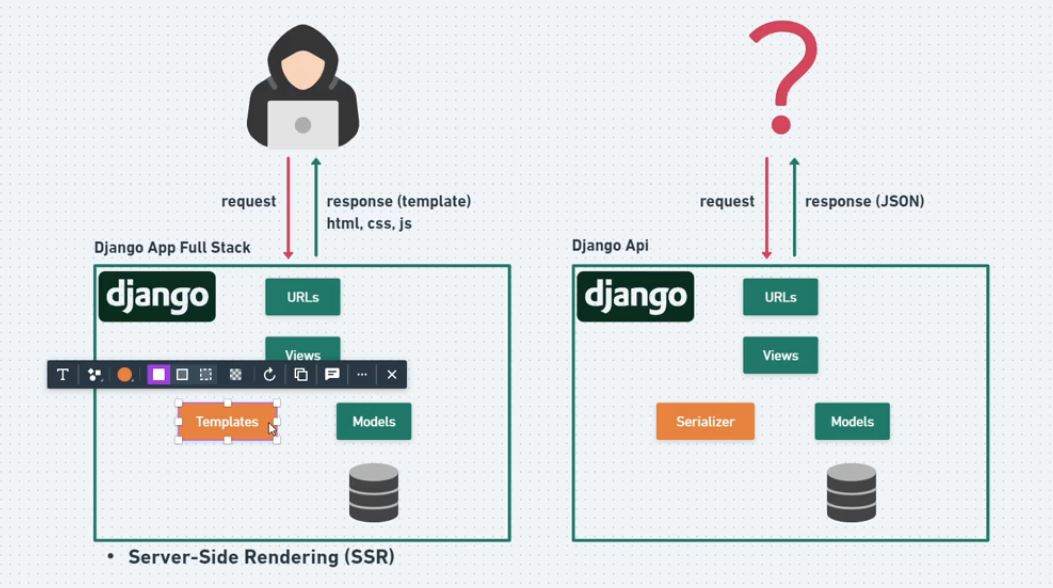 request
response (template)
html, css, js
Django App Full Stack
django
URLs
Views
T
Templates
Models
• Server-Side Rendering (SSR)
request
response (JSON)
Django Api
django
URLs
Views
Serializer
Models